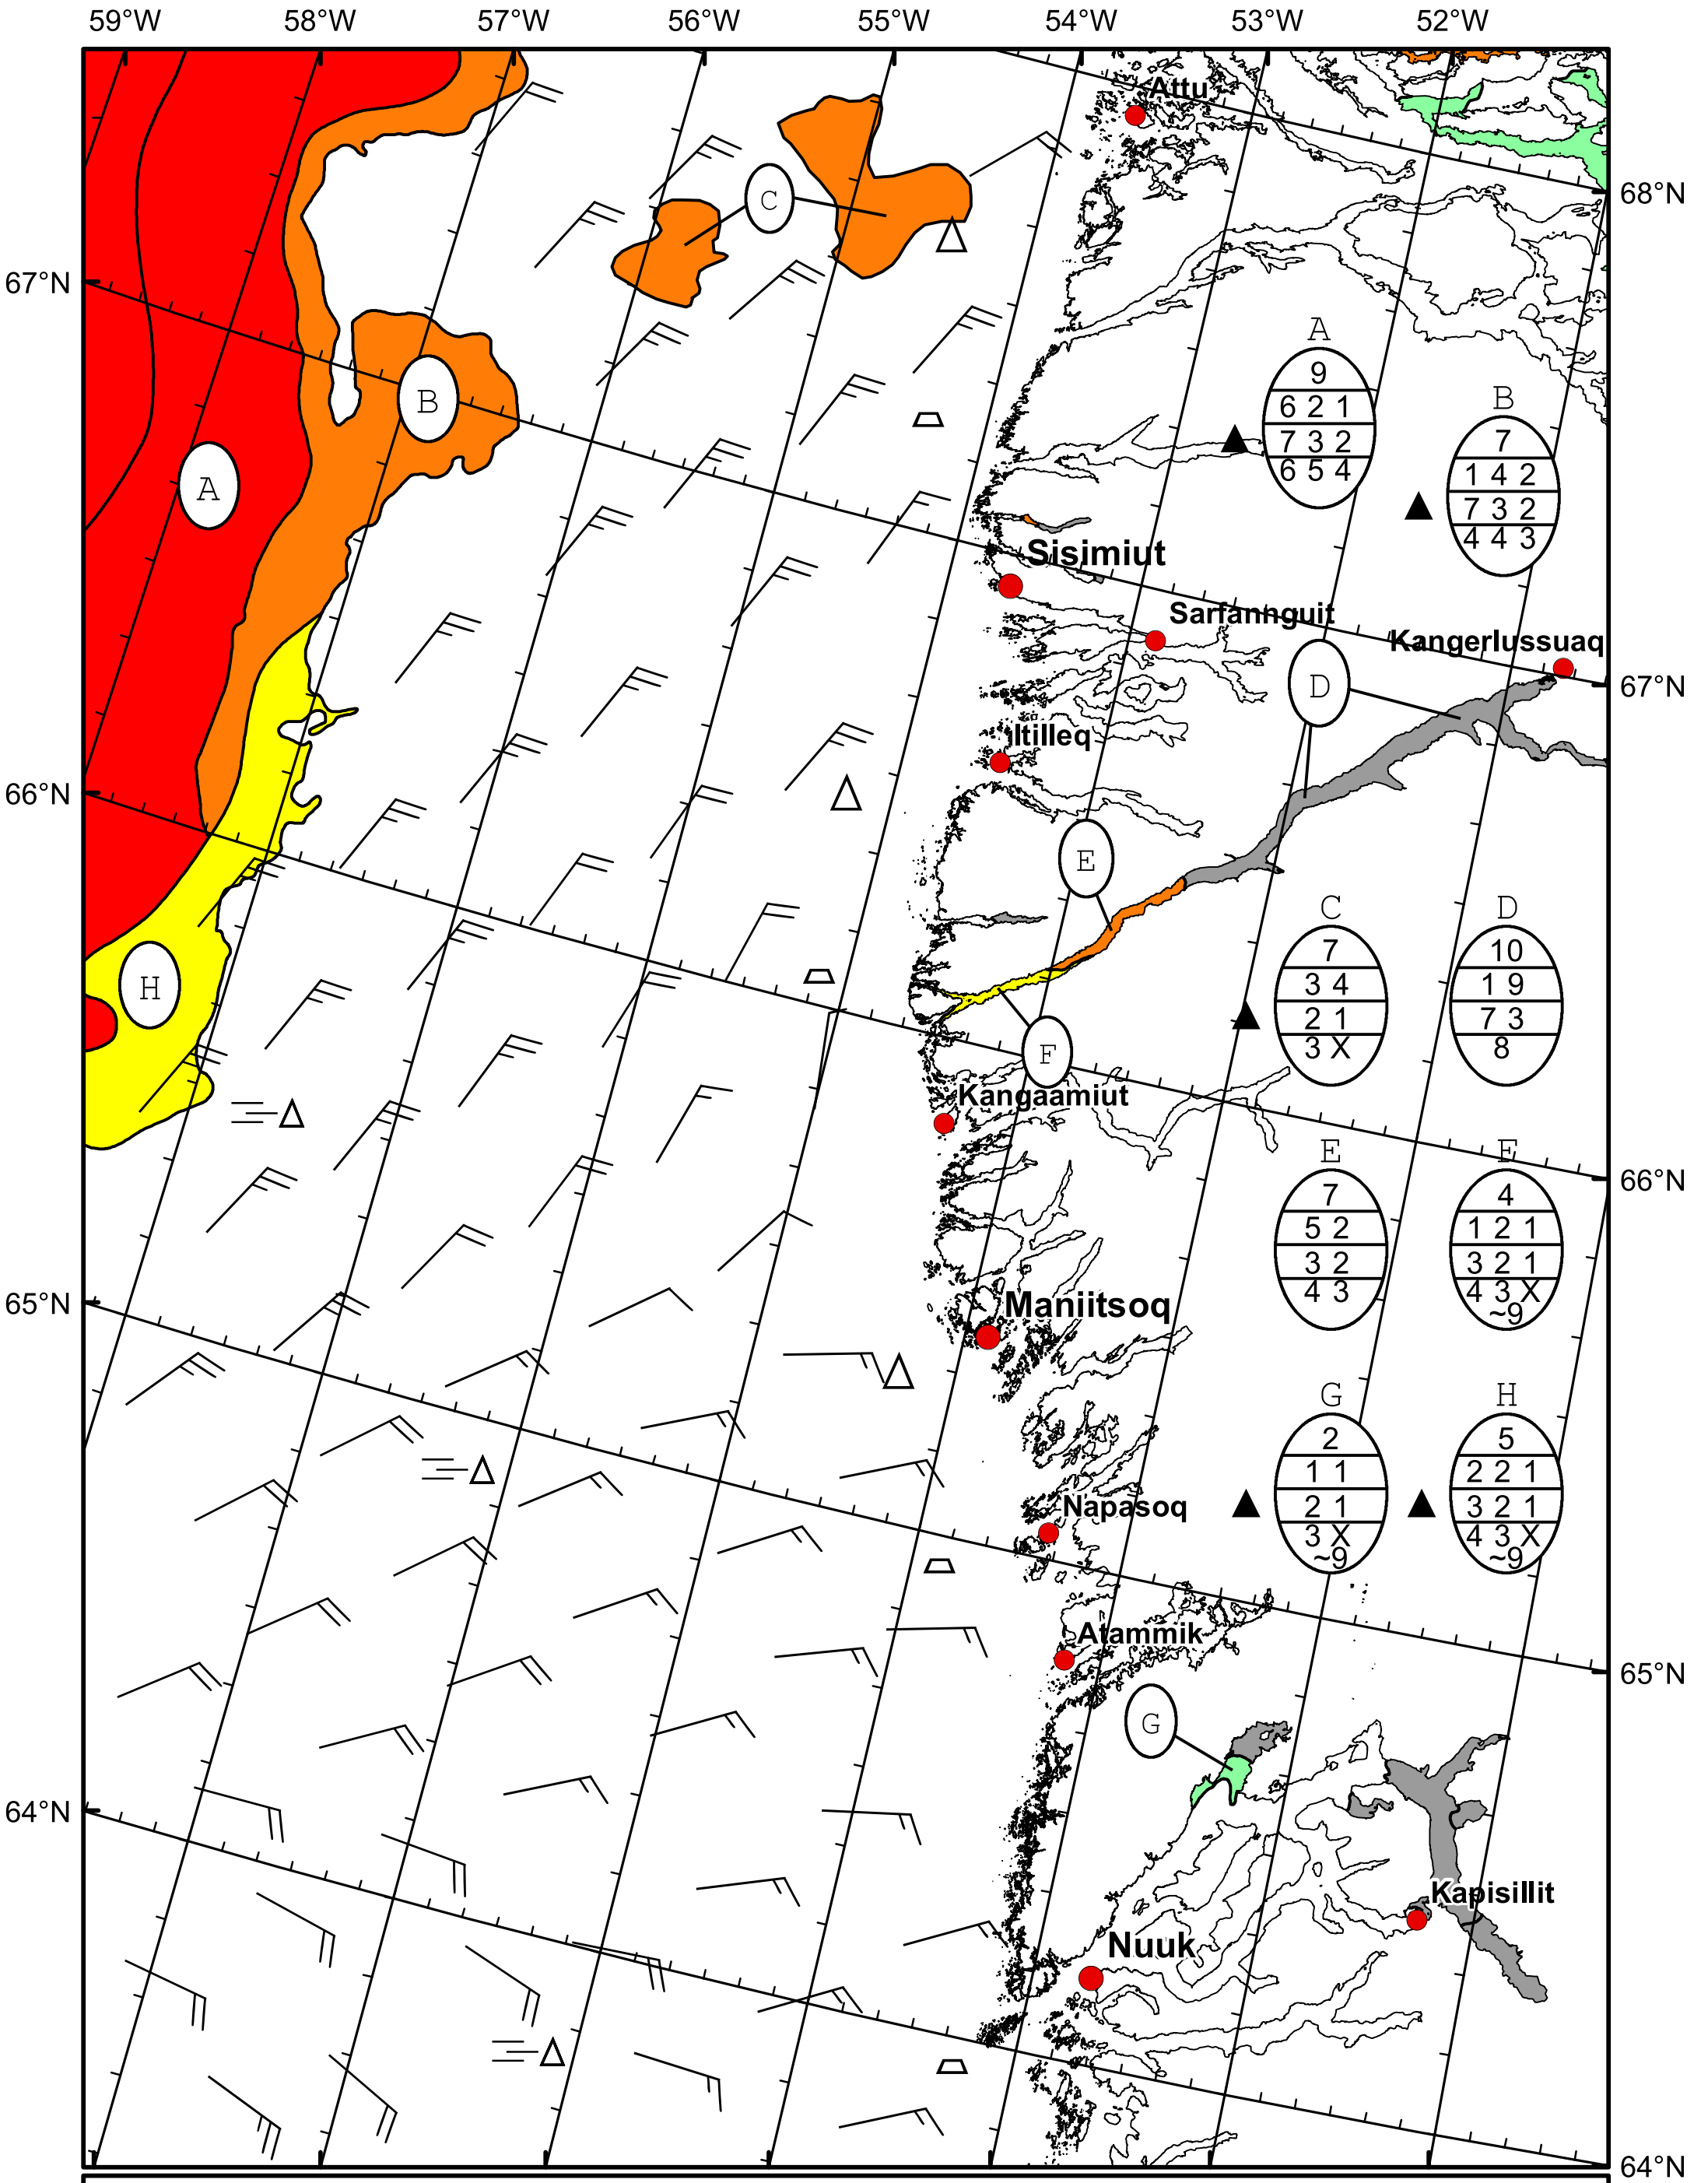 59°W 58°W 57°W 56°W 55°W 54°W 53°W 52°W
Attu
C
68°N
67°N
A
9
6 2 1
7 3 2
6 5 4
B
7
1 4 2
7 3 2
4 4 3
B
A
Sisimiut
Sarfannguit
Kangerlussuaq
D
67°N
Itilleq
66°N
E
C
7
3 4
2 1
3 X
D
10
1 9
7 3
8
H
F
Kangaamiut
E
7
5 2
3 2
4 3
E
4
1 2 1
3 2 1
4 3 X
~9
66°N
65°N
Maniitsoq
G
2
1 1
2 1
3 X
~9
H
5
2 2 1
3 2 1
4 3 X
~9
Napasoq
Atammik
65°N
G
64°N
Kapisillit
Nuuk
64°N